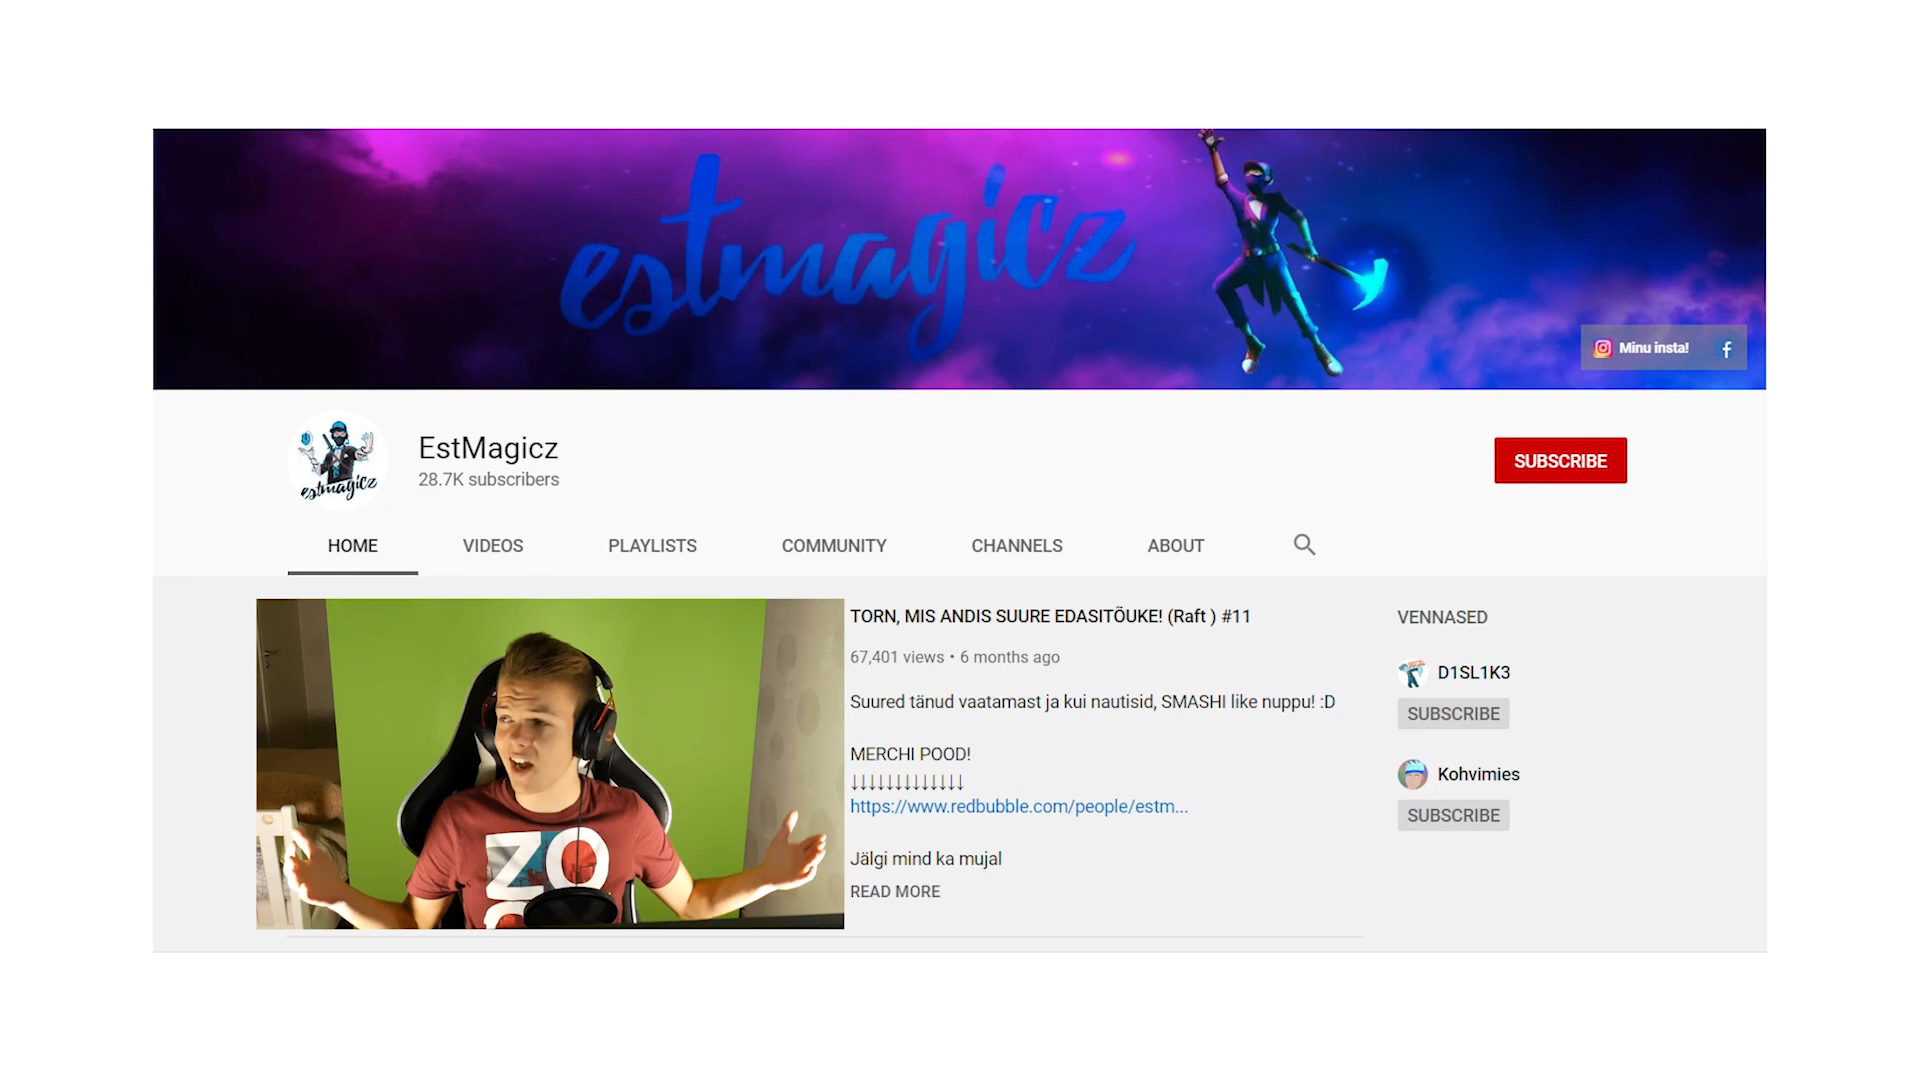 estmagicz
Minu insta!
estmagicz
EstMagicz
28.7K subscribers
SUBSCRIBE
HOME
VIDEOS
PLAYLISTS
COMMUNITY
CHANNELS
ABOUT
ZO
TORN, MIS ANDIS SUURE EDASITÕUKE! (Raft ) #11
67,401 views • 6 months ago
Suured tänud vaatamast ja kui nautisid, SMASHI like nuppu! :D
MERCHI POOD!
↓↓↓↓↓↓↓↓↓↓↓↓↓
https://www.redbubble.com/people/estm...
Jälgi mind ka mujal
READ MORE
VENNASED
D1SL1K3
SUBSCRIBE
Kohvimies
SUBSCRIBE